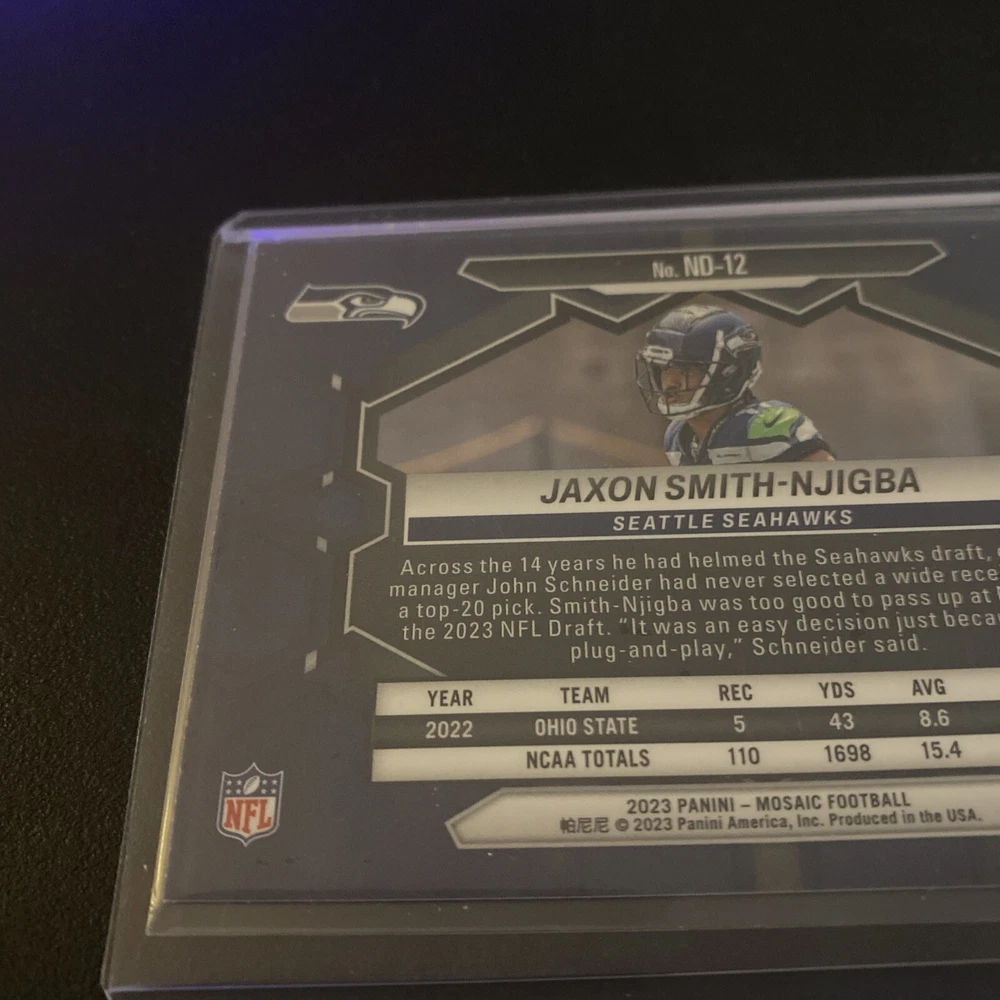 No. ND-12
JAXON SMITH-NJIGBA
SEATTLE SEAHAWKS
Across the 14 years he had helmed the Seahawks draft,
manager John Schneider had never selected a wide rece
a top-20 pick. Smith-Njigba was too good to pass up at
the 2023 NFL Draft. “It was an easy decision just beca
plug-and-play,” Schneider said.
YEAR TEAM REC YDS AVG
2022 OHIO STATE 5 43 8.6
NCAA TOTALS 110 1698 15.4
NFL
2023 PANINI – MOSAIC FOOTBALL
帕尼尼 © 2023 Panini America, Inc. Produced in the USA.